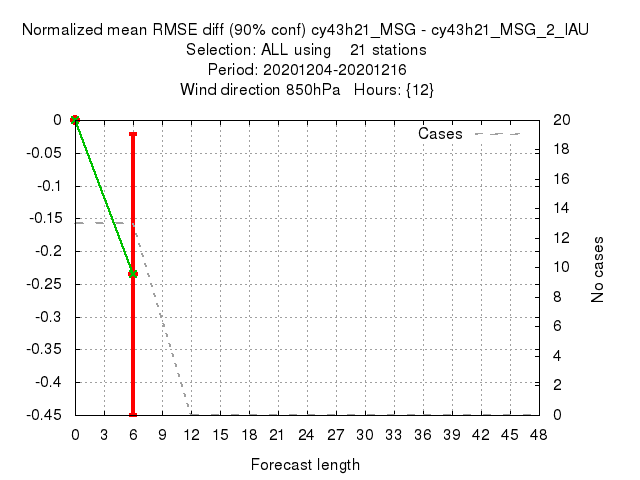 Normalized mean RMSE diff (90% conf) cy43h21_MSG - cy43h21_MSG_2_IAU
Selection: ALL using 21 stations
Period: 20201204-20201216
Wind direction 850hPa Hours: {12}
Cases
0
-0.05
-0.1
-0.15
-0.2
-0.25
-0.3
-0.35
-0.4
-0.45
20
18
16
14
12
10
8
6
4
2
0
No cases
0 3 6 9 12 15 18 21 24 27 30 33 36 39 42 45 48
Forecast length